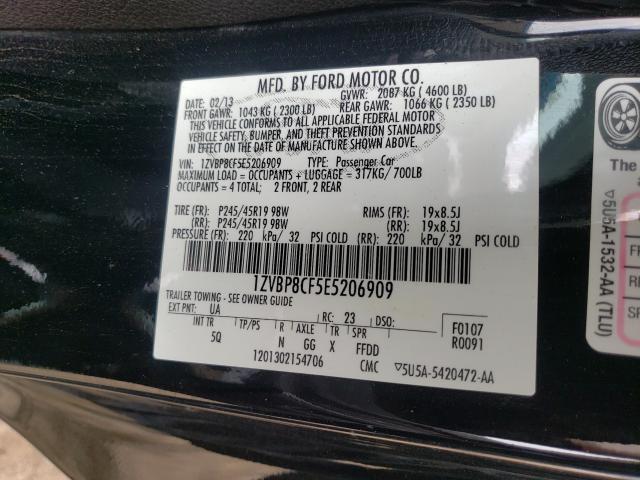 MFD. BY FORD MOTOR CO.
02/13 GVWR: 2087 KG ( 4600 LB)
FRONT GAWR: 1043 KG ( 2300 LB) REAR GAWR: 1066 KG ( 2350 LB)
THIS VEHICLE CONFORMS TO ALL APPLICABLE FEDERAL MOTOR
VEHICLE SAFETY, BUMPER, AND THEFT PREVENTION STANDARDS
IN EFFECT ON THE DATE OF MANUFACTURE SHOWN ABOVE.
VIN: 1ZVBP8CF5E5206909 TYPE: Passenger Car
MAXIMUM LOAD = OCCUPANTS + LUGGAGE = 317KG/ 700LB
OCCUPANTS = 4 TOTAL; 2 FRONT, 2 REAR
TIRE (FR): P245/45R19 98W RIMS (FR): 19x8.5J
(RR): P245/45R19 98W (RR): 19x8.5J
PRESSURE (FR): 220 kPa/ 32 PSI COLD (RR): 220 kPa/ 32 PSI COLD
1ZVBP8CF5E5206909
TRAILER TOWING - SEE OWNER GUIDE
EXT PNT: UA RC: 23 DSO:
INT TR TP/PS R AXLE TR SPR F0107
5Q N GG X FFDD R0091
1201302154706 CMC ▽5U5A-5420472-AA
The
▽5U5A-1532-AA (TLU)
SP